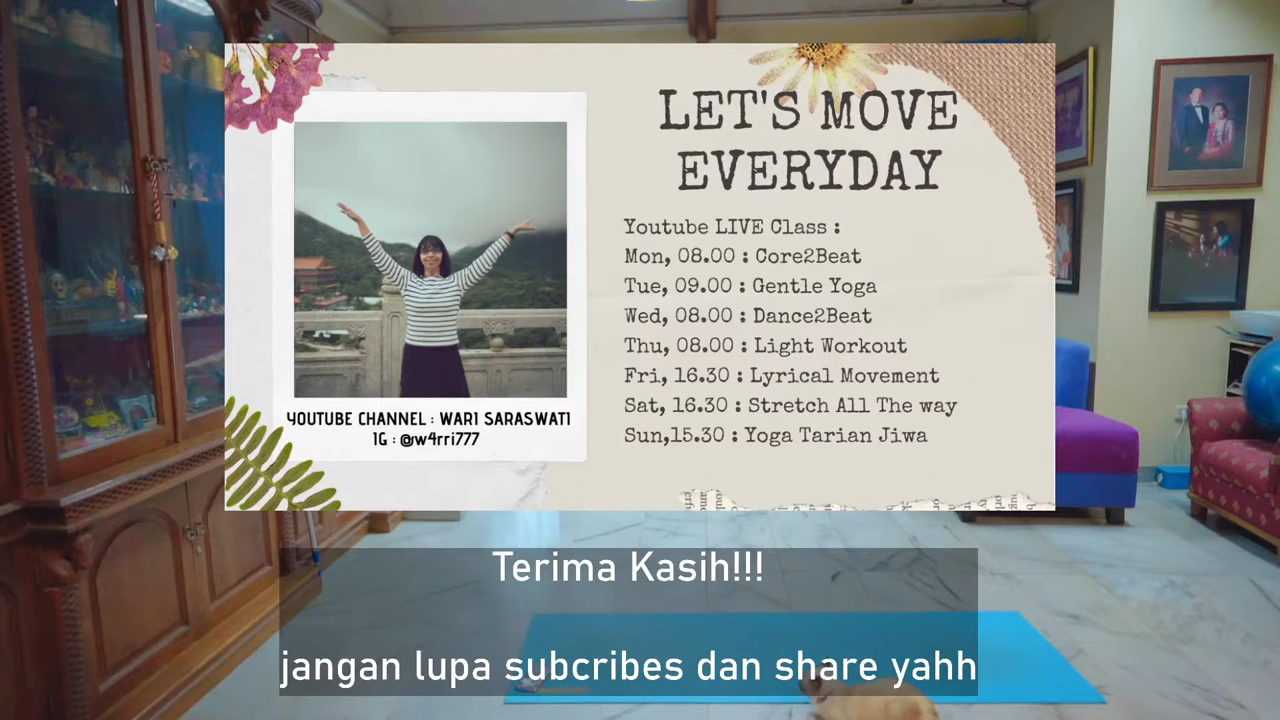 LET'S MOVE
EVERYDAY
Youtube LIVE Class :
Mon, 08.00 : Core2Beat
Tue, 09.00 : Gentle Yoga
Wed, 08.00 : Dance2Beat
Thu, 08.00 : Light Workout
Fri, 16.30 : Lyrical Movement
Sat, 16.30 : Stretch All The way
Sun,15.30 : Yoga Tarian Jiwa
YOUTUBE CHANNEL : WARI SARASWATI
IG : @w4rri777
Terima Kasih!!!
jangan lupa subcribes dan share yahh